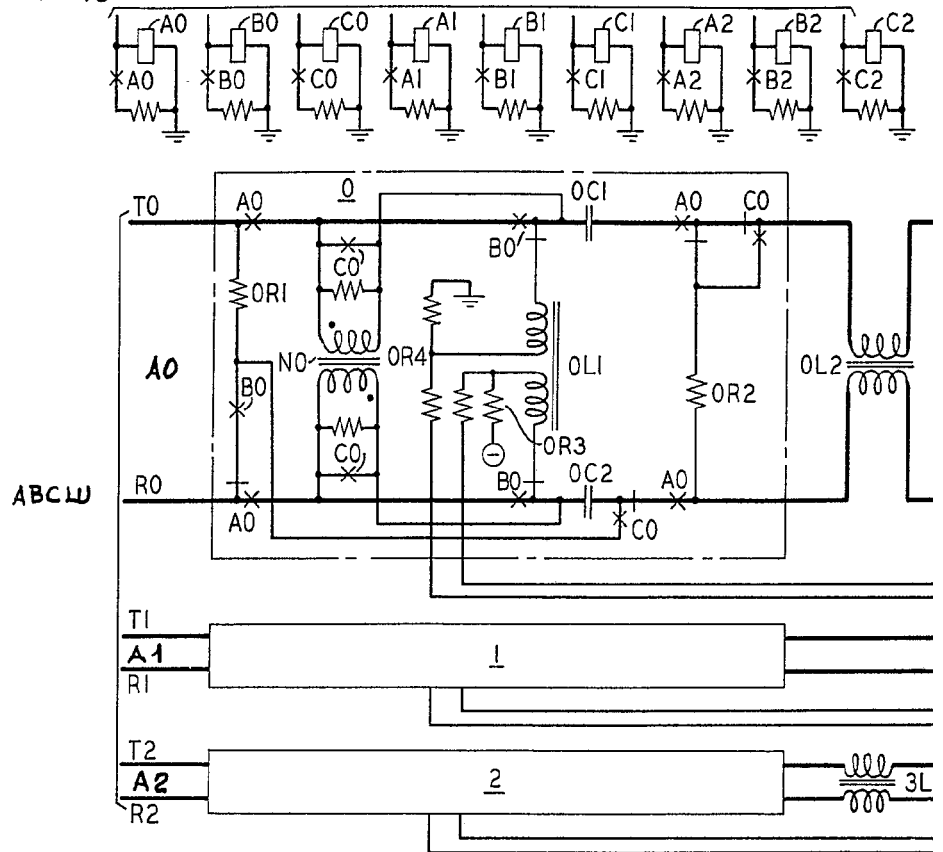 A0 B0 C0 A1 B1 C1 A2 B2 C2
A0 B0 C0 A1 B1 C1 A2 B2 C2
0 0C1 A0 C0
T0 A0
B0
C0
0R1
N0 0R4 0L1 0L2
A0
B0 0R2
0R3
C0 −
ABCLU R0 B0 0C2 A0
A0 C0
T1
A1 1
R1
T2
A2 2 3L
R2